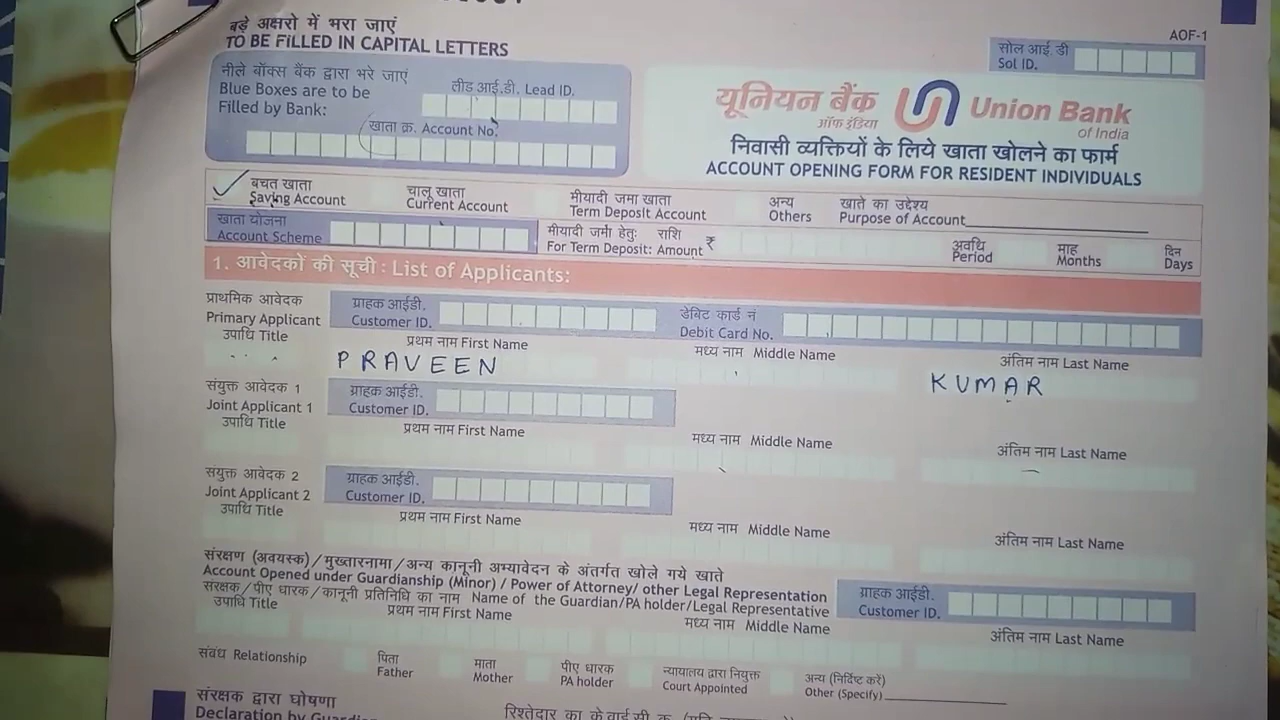 बड़े अक्षरो में भरा जाएं
TO BE FILLED IN CAPITAL LETTERS
AOF-1
सोल आई. डी
Sol ID.
नीले बॉक्स बैंक द्वारा भरे जाएं
Blue Boxes are to be
Filled by Bank:
लीड आई.डी. Lead ID.
खाता क्र. Account No.
यूनियन बैंक
ऑफ इंडिया
Union Bank
of India
निवासी व्यक्तियों के लिये खाता खोलने का फार्म
ACCOUNT OPENING FORM FOR RESIDENT INDIVIDUALS
बचत खाता
Saving Account
चालू खाता
Current Account
मीयादी जमा खाता
Term Deposit Account
अन्य
Others
खाते का उद्देश्य
Purpose of Account
खाता योजना
Account Scheme
मीयादी जमा हेतु: राशि
For Term Deposit: Amount ₹
अवधि
Period
माह
Months
दिन
Days
1. आवेदकों की सूची : List of Applicants:
प्राथमिक आवेदक
Primary Applicant
उपाधि Title
ग्राहक आईडी.
Customer ID.
डेबिट कार्ड नं
Debit Card No.
प्रथम नाम First Name
मध्य नाम Middle Name
अंतिम नाम Last Name
PRAVEEN
KUMAR
संयुक्त आवेदक 1
Joint Applicant 1
उपाधि Title
ग्राहक आईडी.
Customer ID.
प्रथम नाम First Name
मध्य नाम Middle Name
अंतिम नाम Last Name
सयुक्त आवेदक 2
Joint Applicant 2
उपाधि Title
ग्राहक आईडी.
Customer ID.
प्रथम नाम First Name
मध्य नाम Middle Name
अंतिम नाम Last Name
संरक्षण (अवयस्क) / मुख्तारनामा / अन्य कानूनी अभ्यावेदन के अंतर्गत खोले गये खाते
Account Opened under Guardianship (Minor) / Power of Attorney/ other Legal Representation
संरक्षक/पीए धारक/कानूनी प्रतिनिधि का नाम Name of the Guardian/PA holder/Legal Representative
ग्राहक आईडी.
Customer ID.
उपाधि Title
प्रथम नाम First Name
मध्य नाम Middle Name
अंतिम नाम Last Name
संबंध Relationship
पिता
Father
माता
Mother
पीए धारक
PA holder
न्यायालय द्वारा नियुक्त
Court Appointed
अन्य (निर्दिष्ट करें)
Other (Specify)
संरक्षक द्वारा घोषणा
Declaration by
रिश्तेदार का के वाई सी क्र.